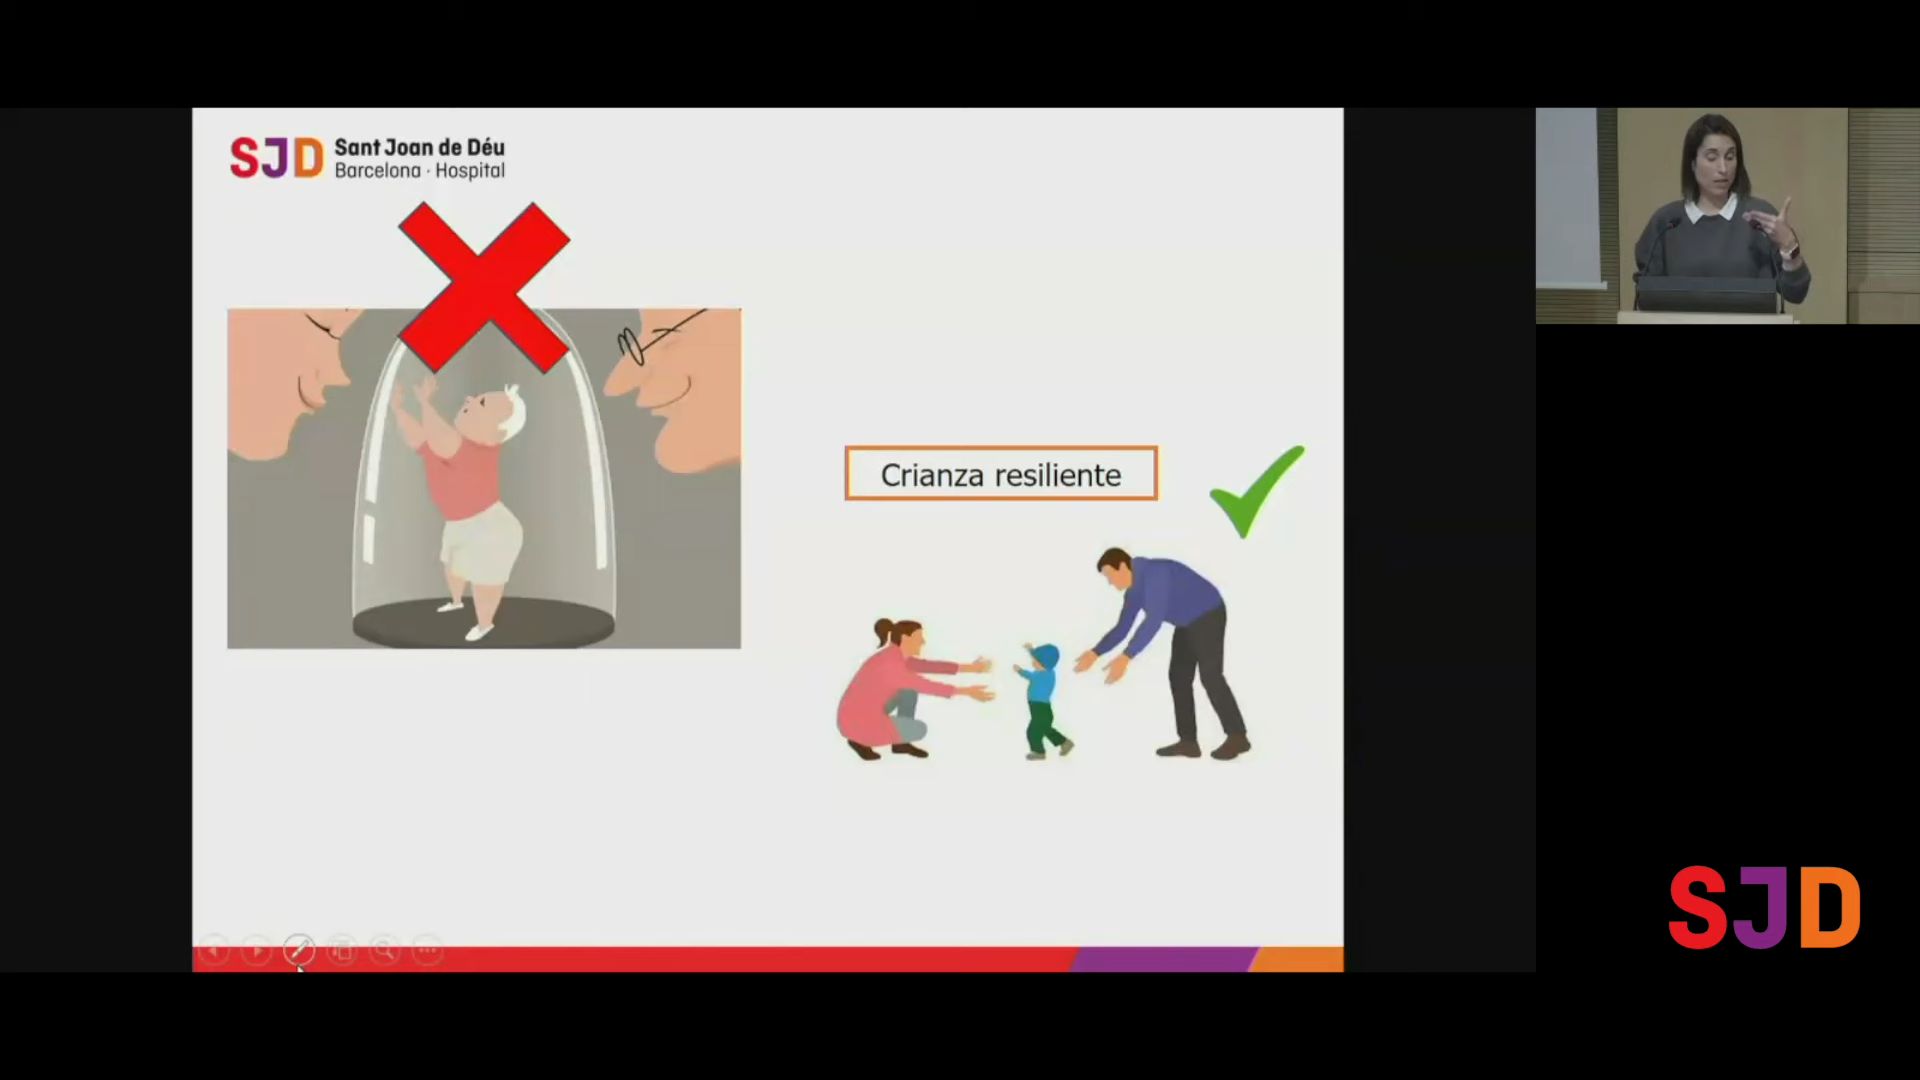 SJD
Sant Joan de Déu
Barcelona · Hospital
Crianza resiliente
SJD